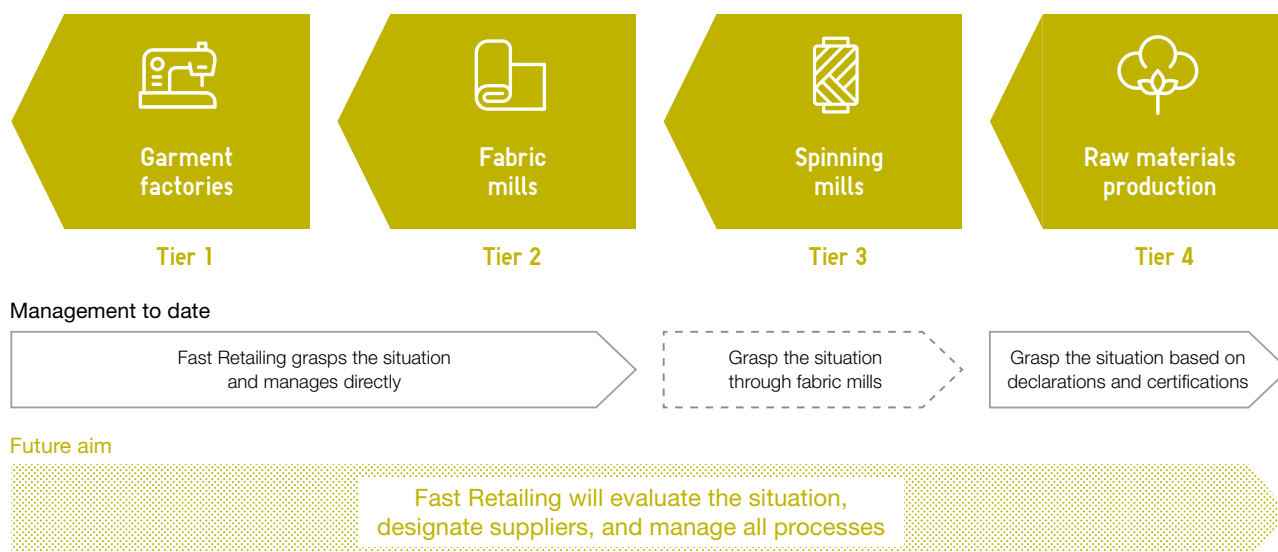 Garment
factories
Fabric
mills
Spinning
mills
Raw materials
production
Tier 1
Tier 2
Tier 3
Tier 4
Management to date
Fast Retailing grasps the situation
and manages directly
Grasp the situation
through fabric mills
Grasp the situation based on
declarations and certifications
Future aim
Fast Retailing will evaluate the situation,
designate suppliers, and manage all processes